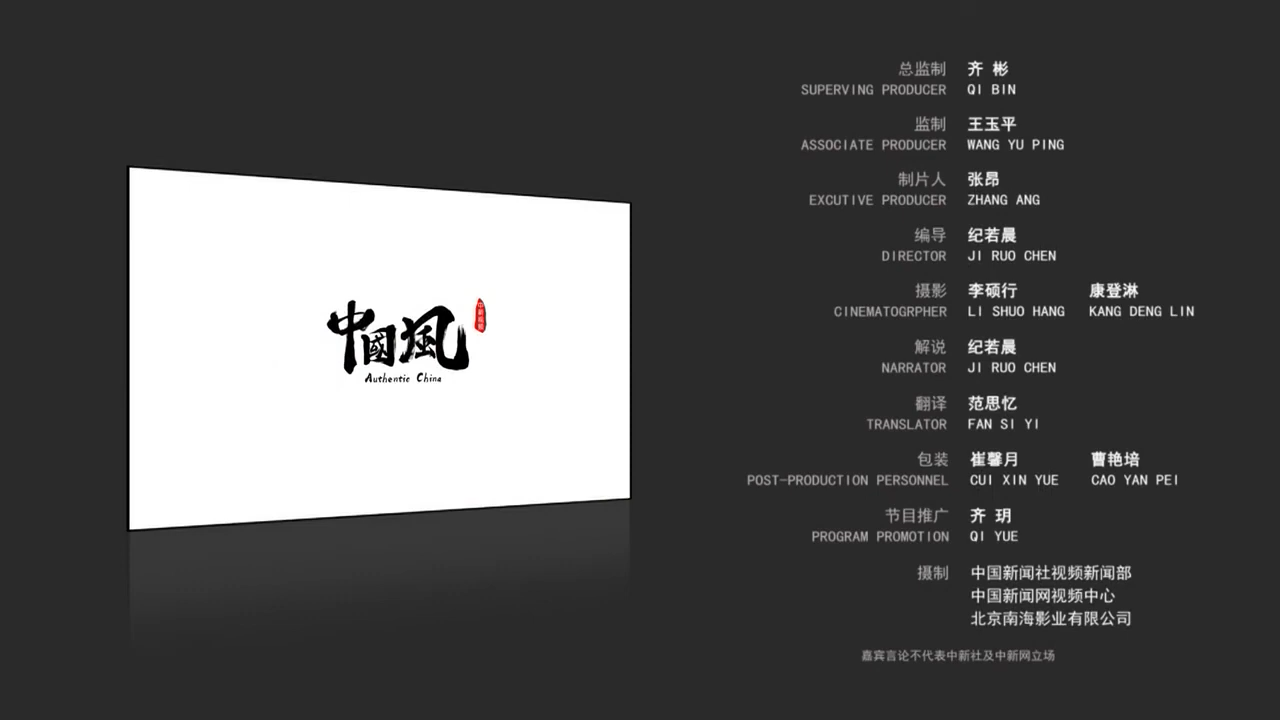 中國風
中新視頻
Authentic China
总监制 齐 彬
SUPERVING PRODUCER QI BIN
监制 王玉平
ASSOCIATE PRODUCER WANG YU PING
制片人 张昂
EXCUTIVE PRODUCER ZHANG ANG
编导 纪若晨
DIRECTOR JI RUO CHEN
摄影 李硕行 康登淋
CINEMATOGRPHER LI SHUO HANG KANG DENG LIN
解说 纪若晨
NARRATOR JI RUO CHEN
翻译 范思忆
TRANSLATOR FAN SI YI
包装 崔馨月 曹艳培
POST-PRODUCTION PERSONNEL CUI XIN YUE CAO YAN PEI
节目推广 齐 玥
PROGRAM PROMOTION QI YUE
摄制 中国新闻社视频新闻部
中国新闻网视频中心
北京南海影业有限公司
嘉宾言论不代表中新社及中新网立场